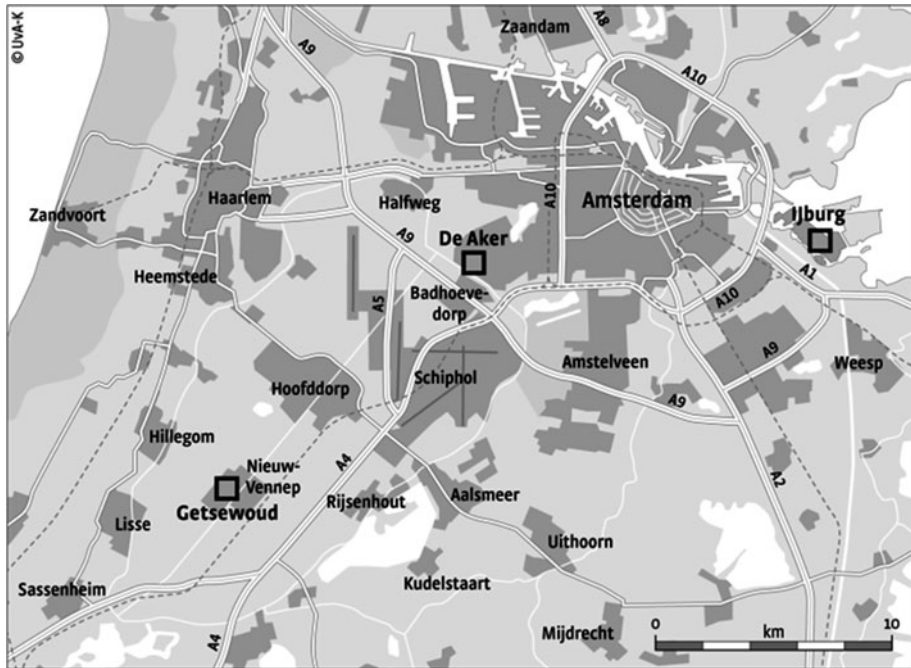 © UvA-K
Zaandam
A8
A9
A10
Haarlem
Halfweg
A10
Amsterdam
Zandvoort
De Aker
IJburg
A9
A1
Heemstede
A5
Badhoeve-
dorp
A10
Hoofddorp
Schiphol
Amstelveen
A9
Weesp
A9
Hillegom
A4
A2
Nieuw-
Vennep
Getsewoud
Rijsenhout
Aalsmeer
Lisse
Uithoorn
Sassenheim
Kudelstaart
A4
Mijdrecht
0
km
10